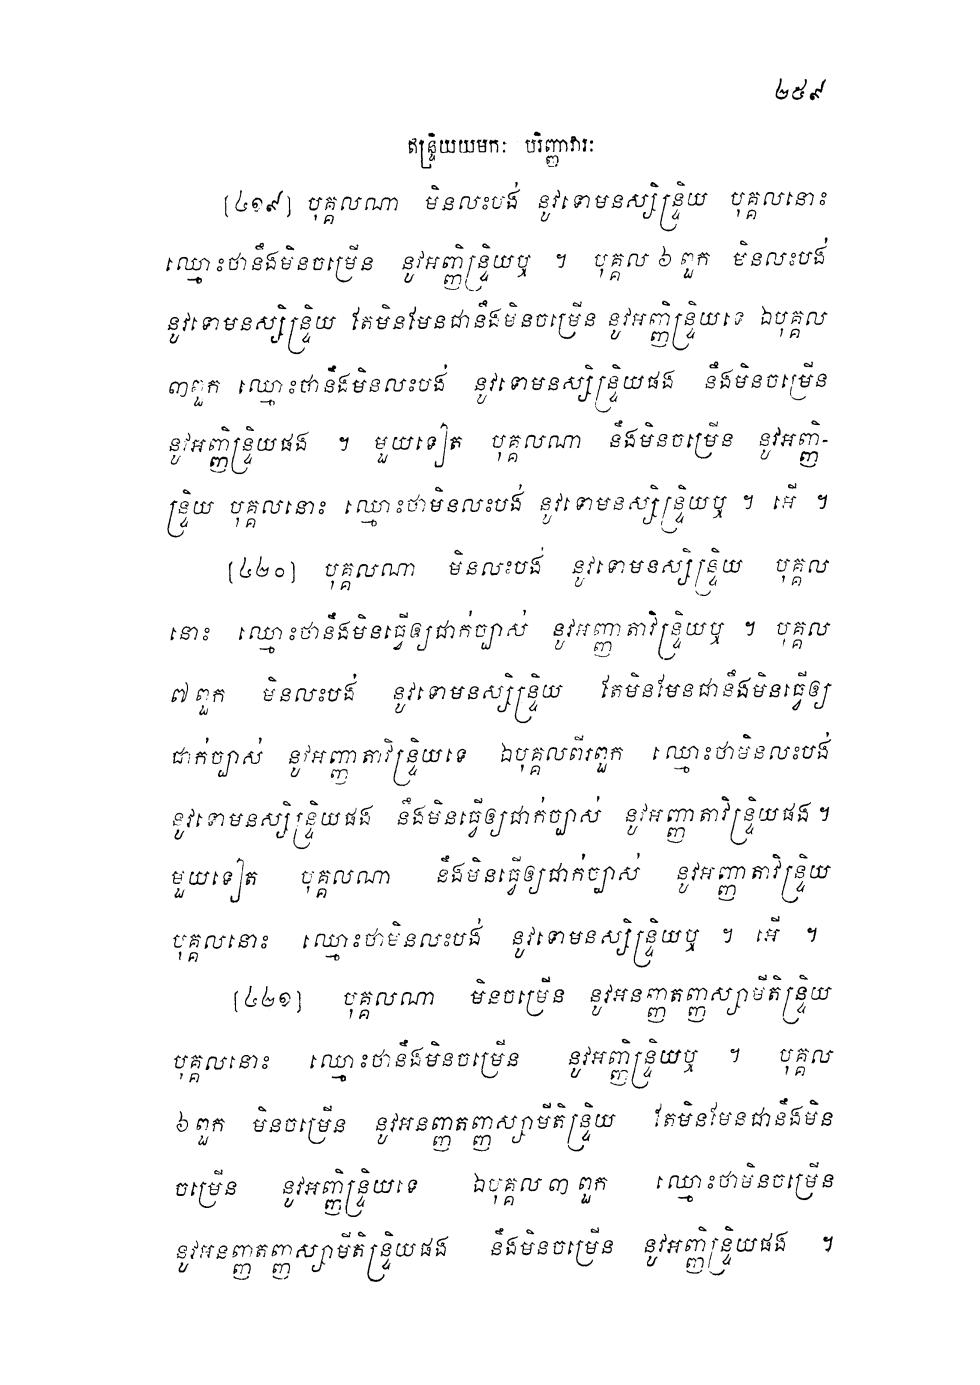 ២៥៩
ឥន្ទ្រិយយមកៈ បរិញ្ញាវារៈ
[៤១៩] បុគ្គលណា មិនលះបង់ នូវទោមនស្សិន្ទ្រិយ បុគ្គលនោះ
ឈ្មោះថានឹងមិនចម្រើន នូវអញ្ញិន្ទ្រិយឬ ។ បុគ្គល ៦ ពួក មិនលះបង់
នូវទោមនស្សិន្ទ្រិយ តែមិនមែនជានឹងមិនចម្រើន នូវអញ្ញិន្ទ្រិយទេ ឯបុគ្គល
៣ពួក ឈ្មោះថានឹងមិនលះបង់ នូវទោមនស្សិន្ទ្រិយផង នឹងមិនចម្រើន
នូវអញ្ញិន្ទ្រិយផង ។ មួយទៀត បុគ្គលណា នឹងមិនចម្រើន នូវអញ្ញិ-
ន្ទ្រិយ បុគ្គលនោះ ឈ្មោះថាមិនលះបង់ នូវទោមនស្សិន្ទ្រិយឬ ។ អើ ។
[៤២០] បុគ្គលណា មិនលះបង់ នូវទោមនស្សិន្ទ្រិយ បុគ្គល
នោះ ឈ្មោះថានឹងមិនធ្វើឲ្យជាក់ច្បាស់ នូវអញ្ញាតាវិន្ទ្រិយឬ ។ បុគ្គល
៧ ពួក មិនលះបង់ នូវទោមនស្សិន្ទ្រិយ តែមិនមែនជានឹងមិនធ្វើឲ្យ
ជាក់ច្បាស់ នូវអញ្ញាតាវិន្ទ្រិយទេ ឯបុគ្គលពីរពួក ឈ្មោះថាមិនលះបង់
នូវទោមនស្សិន្ទ្រិយផង នឹងមិនធ្វើឲ្យជាក់ច្បាស់ នូវអញ្ញាតាវិន្ទ្រិយផង ។
មួយទៀត បុគ្គលណា នឹងមិនធ្វើឲ្យជាក់ច្បាស់ នូវអញ្ញាតាវិន្ទ្រិយ
បុគ្គលនោះ ឈ្មោះថាមិនលះបង់ នូវទោមនស្សិន្ទ្រិយឬ ។ អើ ។
[៤២១] បុគ្គលណា មិនចម្រើន នូវអនញ្ញតញ្ញស្សាមីតិន្ទ្រិយ
បុគ្គលនោះ ឈ្មោះថានឹងមិនចម្រើន នូវអញ្ញិន្ទ្រិយឬ ។ បុគ្គល
៦ ពួក មិនចម្រើន នូវអនញ្ញតញ្ញស្សាមីតិន្ទ្រិយ តែមិនមែនជានឹងមិន
ចម្រើន នូវអញ្ញិន្ទ្រិយទេ ឯបុគ្គល ៣ ពួក ឈ្មោះថាមិនចម្រើន
នូវអនញ្ញតញ្ញស្សាមីតិន្ទ្រិយផង នឹងមិនចម្រើន នូវអញ្ញិន្ទ្រិយផង ។